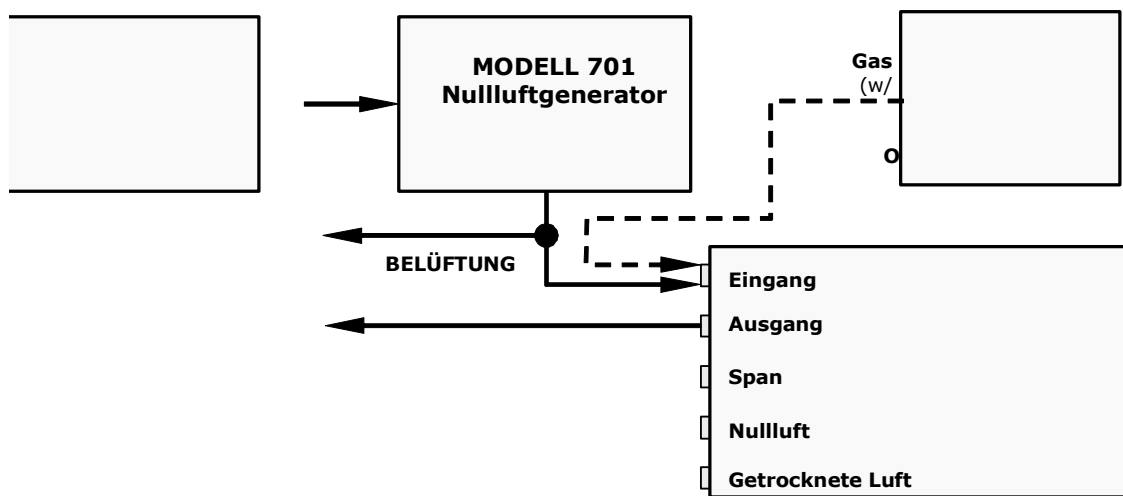 MODELL 701
Nullluftgenerator
Gas
(w/
O
BELÜFTUNG
Eingang
Ausgang
Span
Nullluft
Getrocknete Luft